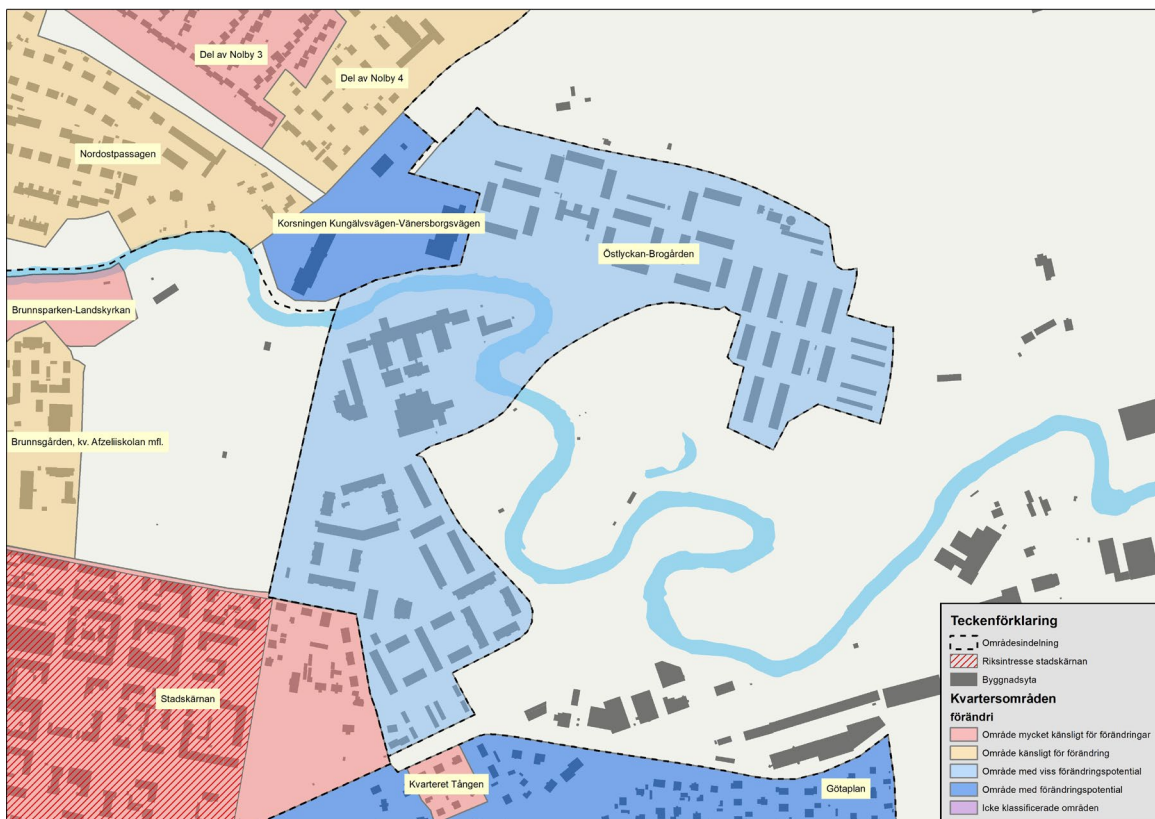 Del av Nolby 3
Del av Nolby 4
Nordostpassagen
Korsningen Kungälvsvägen-Vänersborgsvägen
Östlyckan-Brogården
Brunnsparken-Landskyrkan
Brunnsgården, kv. Afzeliiskolan mfl.
Stadskärnan
Kvarteret Tången
Götaplan
Teckenförklaring
Områdesindelning
Riksintresse stadskärnan
Byggnadsyta
Kvartersområden
förändri
Område mycket känsligt för förändringar
Område känsligt för förändring
Område med viss förändringspotential
Område med förändringspotential
Icke klassificerade områden